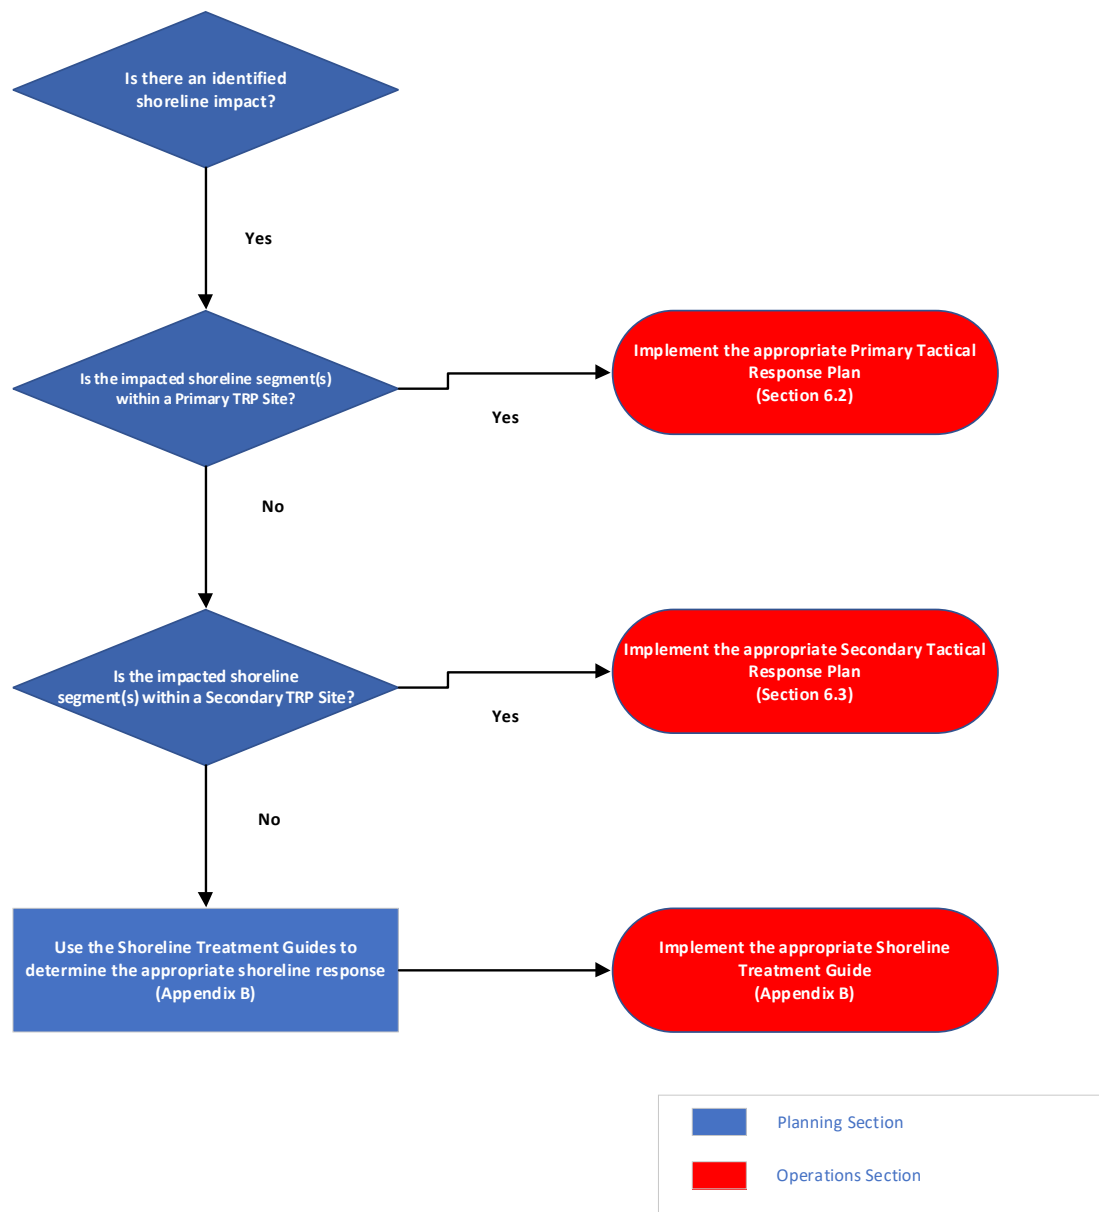 Is there an identified
shoreline impact?
Yes
Is the impacted shoreline segment(s)
within a Primary TRP Site?
Yes
Implement the appropriate Primary Tactical
Response Plan
(Section 6.2)
No
Is the impacted shoreline
segment(s) within a Secondary TRP Site?
Yes
Implement the appropriate Secondary Tactical
Response Plan
(Section 6.3)
No
Use the Shoreline Treatment Guides to
determine the appropriate shoreline response
(Appendix B)
Implement the appropriate Shoreline
Treatment Guide
(Appendix B)
Planning Section
Operations Section